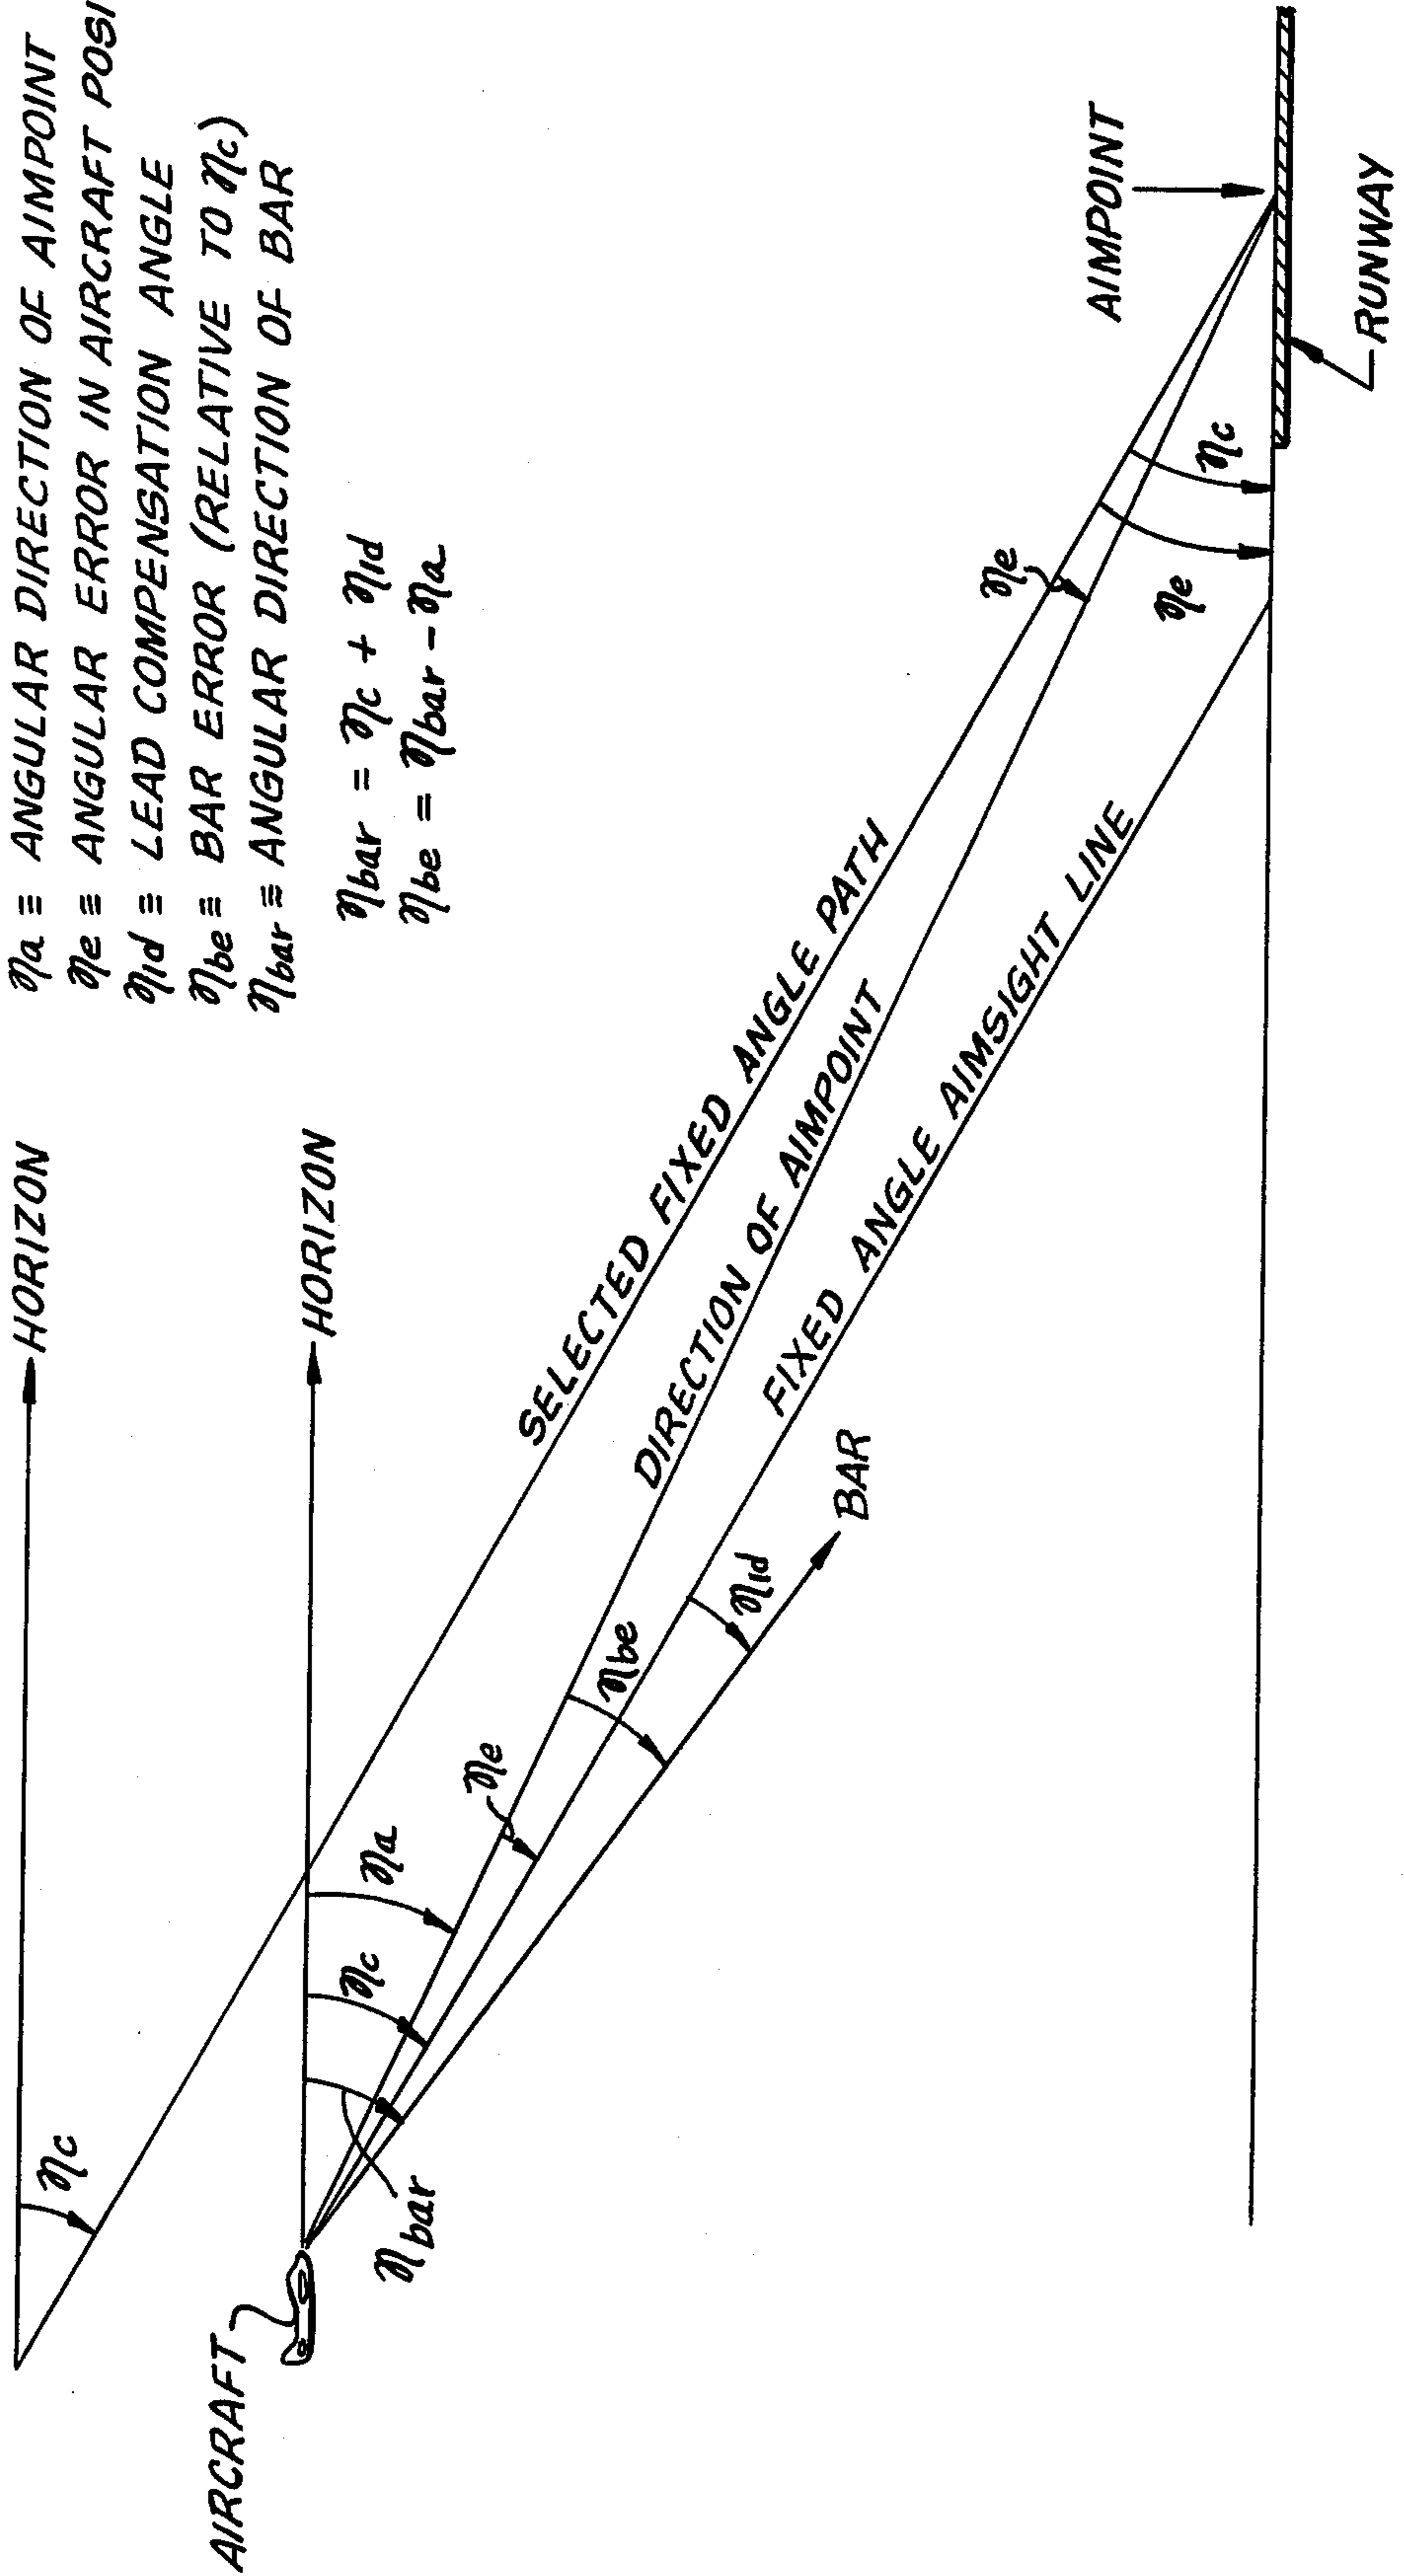 ηa ≡ ANGULAR DIRECTION OF AIMPOINT
ηe ≡ ANGULAR ERROR IN AIRCRAFT POSI
ηld ≡ LEAD COMPENSATION ANGLE
ηbe ≡ BAR ERROR (RELATIVE TO ηc)
ηbar ≡ ANGULAR DIRECTION OF BAR
ηbar = ηc + ηld
ηbe = ηbar - ηa
HORIZON
ηc
HORIZON
AIRCRAFT
ηbar
ηc
ηa
ηe
ηbe
ηld
BAR
SELECTED FIXED ANGLE PATH
DIRECTION OF AIMPOINT
FIXED ANGLE AIMSIGHT LINE
ηe
ηe
ηc
AIMPOINT
RUNWAY